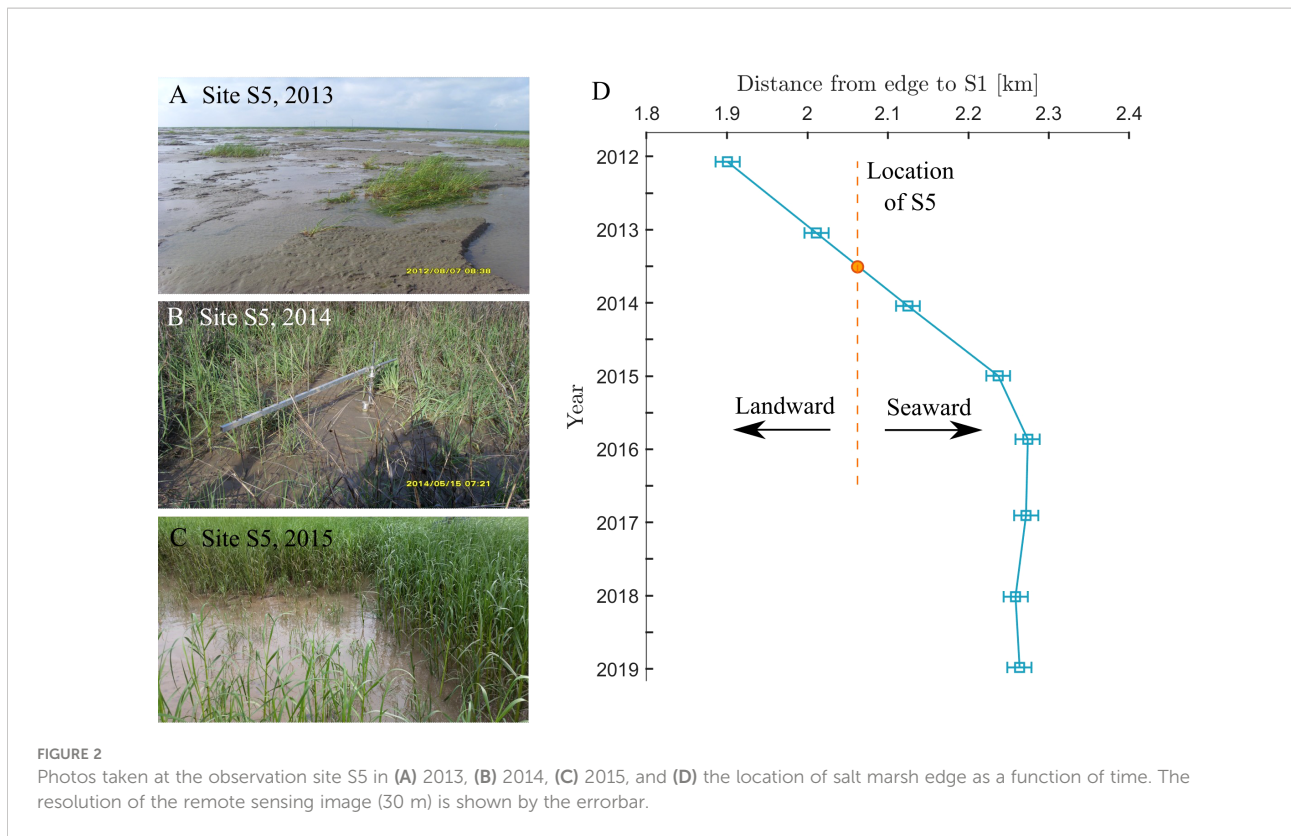 A Site S5, 2013
2012/08/07 08:38
B Site S5, 2014
2014/05/15 07:21
C Site S5, 2015
D
Distance from edge to S1 [km]
1.8 1.9 2 2.1 2.2 2.3 2.4
2012
2013
2014
2015
2016
2017
2018
2019
Year
Location
of S5
Landward
Seaward
FIGURE 2
Photos taken at the observation site S5 in (A) 2013, (B) 2014, (C) 2015, and (D) the location of salt marsh edge as a function of time. The
resolution of the remote sensing image (30 m) is shown by the errorbar.